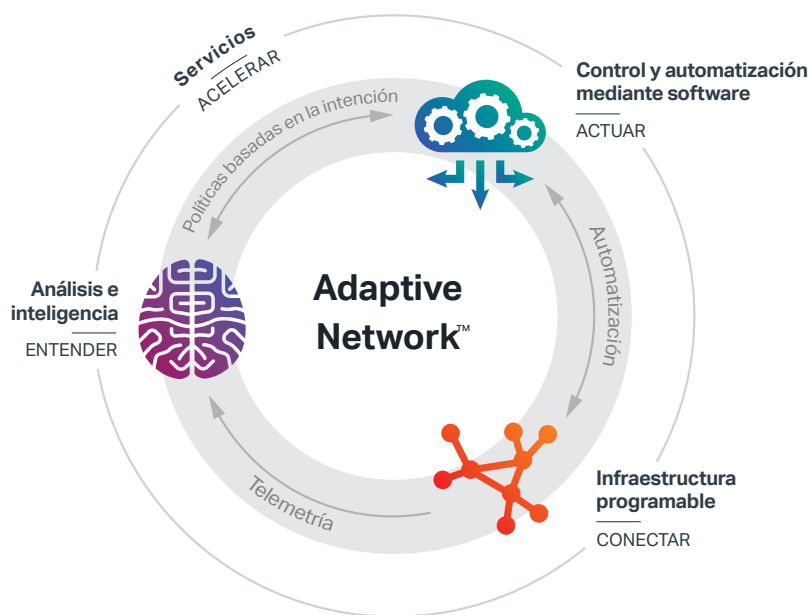 Servicios
ACELERAR
Políticas basadas en la intención
Control y automatización
mediante software
ACTUAR
Automatización
Análisis e
inteligencia
ENTENDER
Adaptive
Network™
Infraestructura
programable
CONECTAR
Telemetría